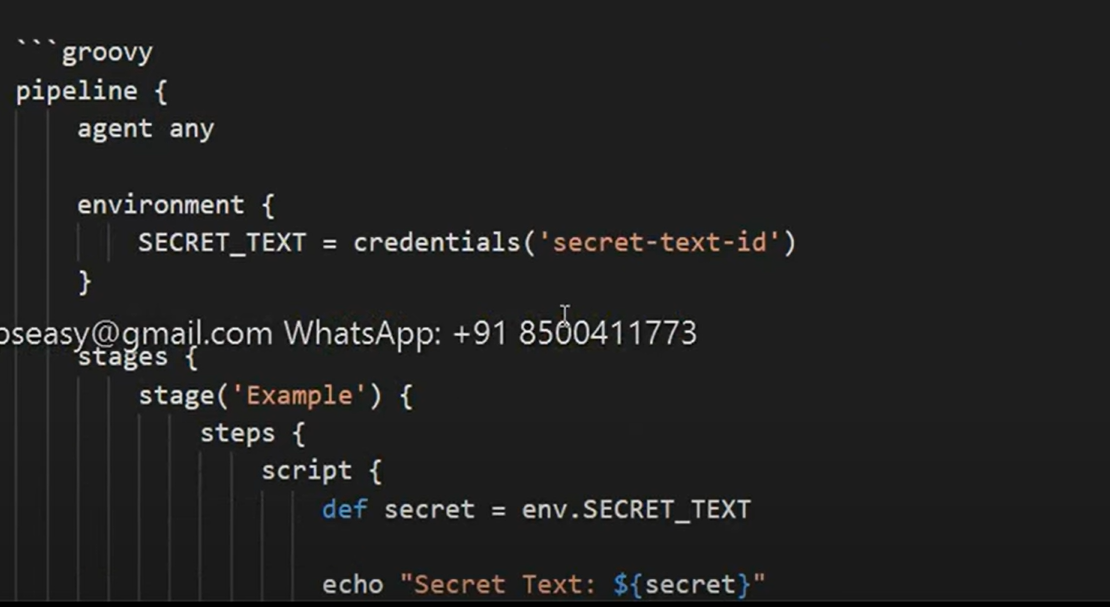 ```groovy
pipeline {
agent any
environment {
SECRET_TEXT = credentials('secret-text-id')
}
pseasy@gmail.com WhatsApp: +91 8500411773
stages {
stage('Example') {
steps {
script {
def secret = env.SECRET_TEXT
echo "Secret Text: ${secret}"